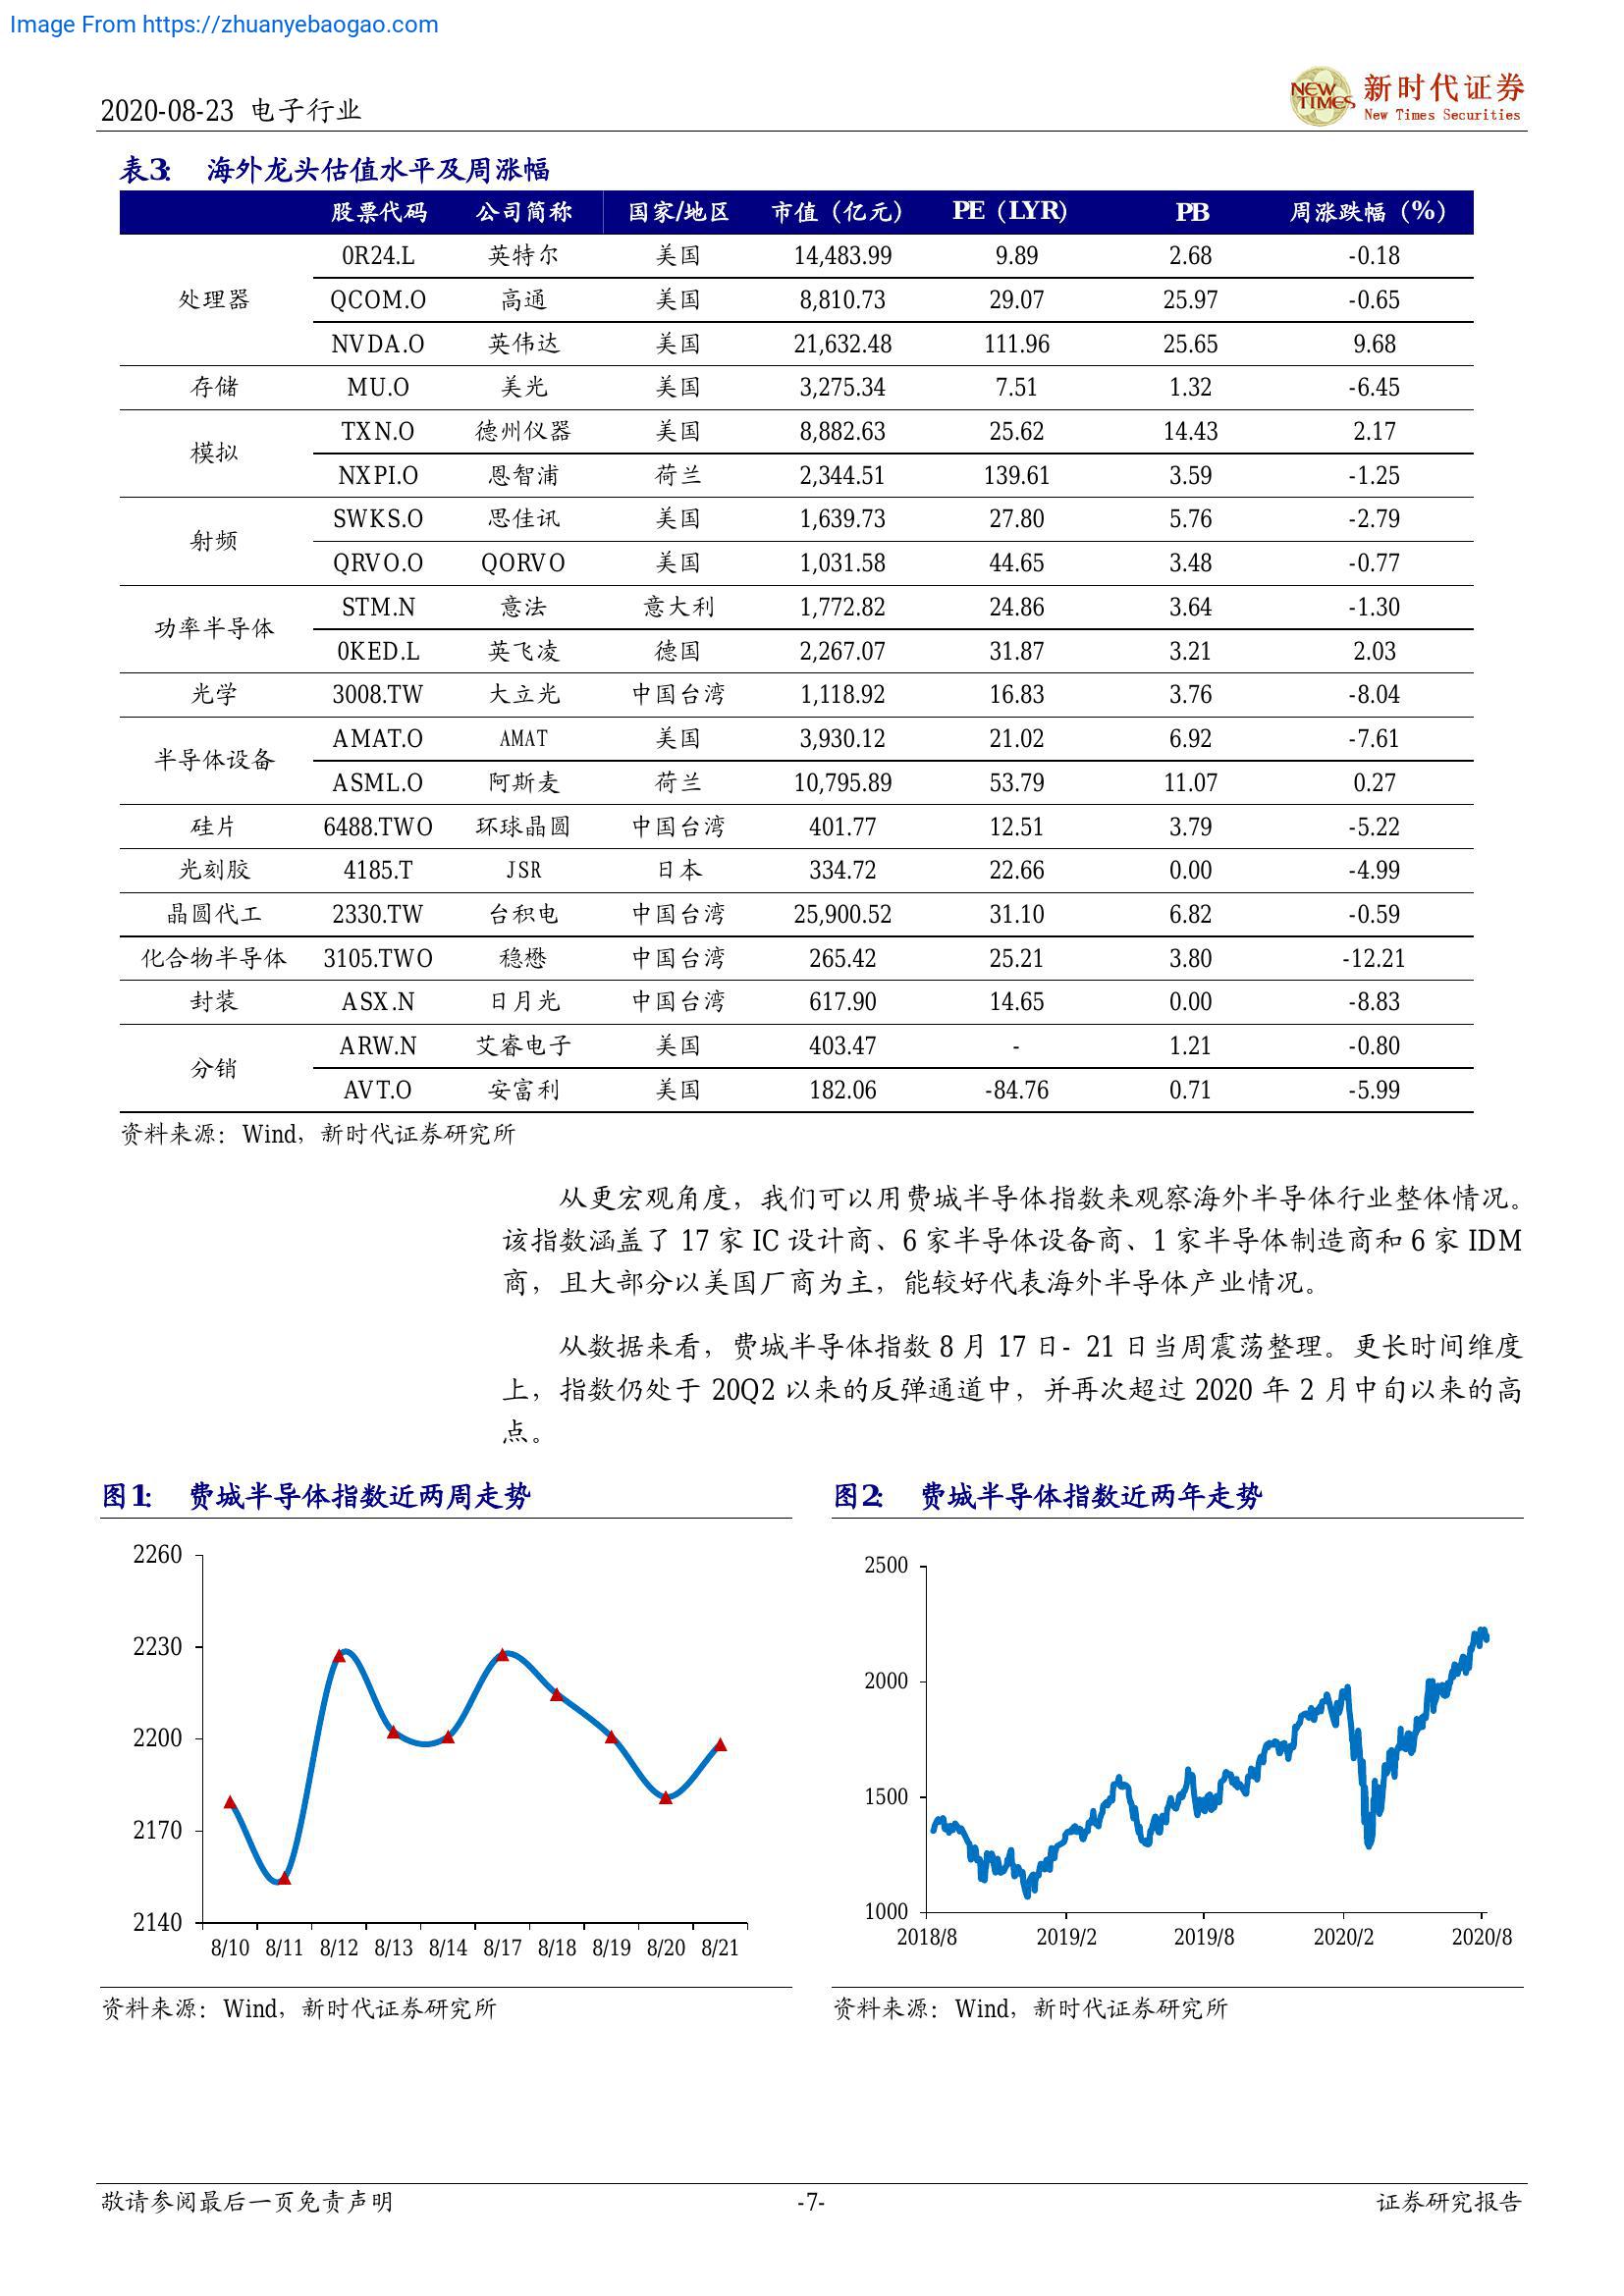 Image From https://zhuanyebaogao.com
2020-08-23 电子行业
NEW TIMES 新时代证券
New Times Securities
表3: 海外龙头估值水平及周涨幅
股票代码 公司简称 国家/地区 市值（亿元） PE（LYR） PB 周涨跌幅（%）
处理器 0R24.L 英特尔 美国 14,483.99 9.89 2.68 -0.18
QCOM.O 高通 美国 8,810.73 29.07 25.97 -0.65
NVDA.O 英伟达 美国 21,632.48 111.96 25.65 9.68
存储 MU.O 美光 美国 3,275.34 7.51 1.32 -6.45
模拟 TXN.O 德州仪器 美国 8,882.63 25.62 14.43 2.17
NXPI.O 恩智浦 荷兰 2,344.51 139.61 3.59 -1.25
射频 SWKS.O 思佳讯 美国 1,639.73 27.80 5.76 -2.79
QRVO.O QORVO 美国 1,031.58 44.65 3.48 -0.77
功率半导体 STM.N 意法 意大利 1,772.82 24.86 3.64 -1.30
0KED.L 英飞凌 德国 2,267.07 31.87 3.21 2.03
光学 3008.TW 大立光 中国台湾 1,118.92 16.83 3.76 -8.04
半导体设备 AMAT.O AMAT 美国 3,930.12 21.02 6.92 -7.61
ASML.O 阿斯麦 荷兰 10,795.89 53.79 11.07 0.27
硅片 6488.TWO 环球晶圆 中国台湾 401.77 12.51 3.79 -5.22
光刻胶 4185.T JSR 日本 334.72 22.66 0.00 -4.99
晶圆代工 2330.TW 台积电 中国台湾 25,900.52 31.10 6.82 -0.59
化合物半导体 3105.TWO 稳懋 中国台湾 265.42 25.21 3.80 -12.21
封装 ASX.N 日月光 中国台湾 617.90 14.65 0.00 -8.83
分销 ARW.N 艾睿电子 美国 403.47 - 1.21 -0.80
AVT.O 安富利 美国 182.06 -84.76 0.71 -5.99
资料来源：Wind，新时代证券研究所
从更宏观角度，我们可以用费城半导体指数来观察海外半导体行业整体情况。
该指数涵盖了 17 家 IC 设计商、6 家半导体设备商、1 家半导体制造商和 6 家 IDM
商，且大部分以美国厂商为主，能较好代表海外半导体产业情况。
从数据来看，费城半导体指数 8 月 17 日- 21 日当周震荡整理。更长时间维度
上，指数仍处于 20Q2 以来的反弹通道中，并再次超过 2020 年 2 月中旬以来的高
点。
图1: 费城半导体指数近两周走势
2260
2230
2200
2170
2140
8/10 8/11 8/12 8/13 8/14 8/17 8/18 8/19 8/20 8/21
资料来源：Wind，新时代证券研究所
图2: 费城半导体指数近两年走势
2500
2000
1500
1000
2018/8 2019/2 2019/8 2020/2 2020/8
资料来源：Wind，新时代证券研究所
敬请参阅最后一页免责声明 -7- 证券研究报告